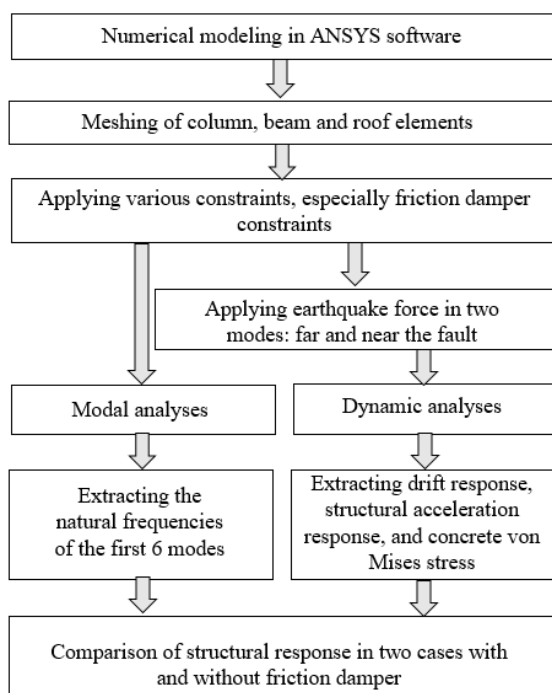 Numerical modeling in ANSYS software
Meshing of column, beam and roof elements
Applying various constraints, especially friction damper
constraints
Applying earthquake force in two
modes: far and near the fault
Modal analyses
Dynamic analyses
Extracting the
natural frequencies
of the first 6 modes
Extracting drift response,
structural acceleration
response, and concrete von
Mises stress
Comparison of structural response in two cases with
and without friction damper